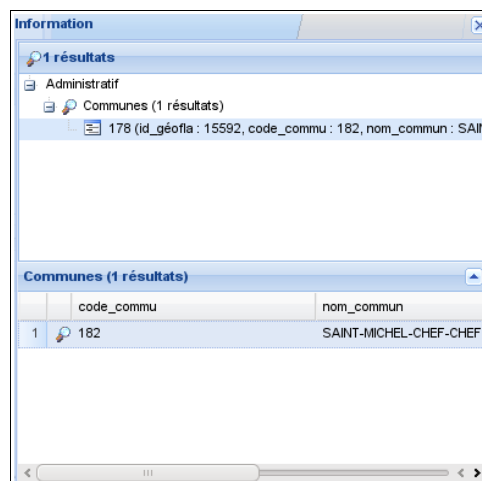 Information
1 résultats
Administratif
Communes (1 résultats)
178 (id_géofla : 15592, code_commu : 182, nom_commun : SAI
Communes (1 résultats)
code_commu nom_commun
1 182 SAINT-MICHEL-CHEF-CHEF